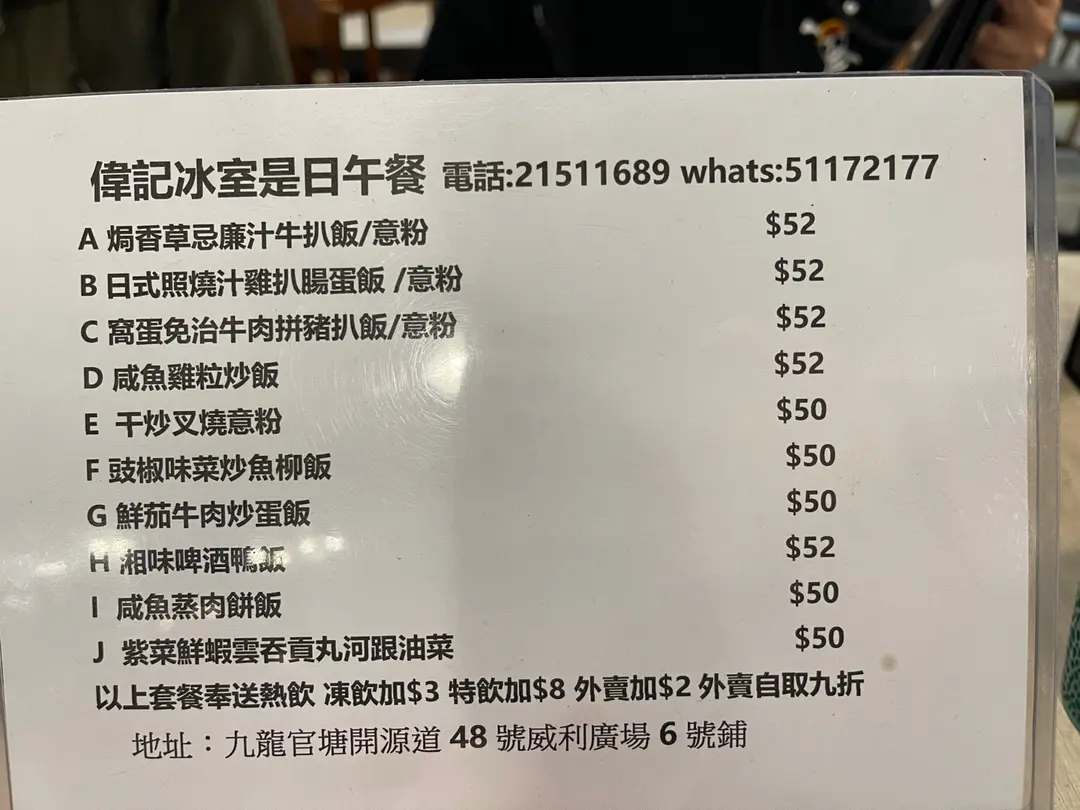 偉記冰室是日午餐 電話:21511689 whats:51172177
A 焗香草忌廉汁牛扒飯/意粉 $52
B 日式照燒汁雞扒腸蛋飯 /意粉 $52
C 窩蛋免治牛肉拼豬扒飯/意粉 $52
D 咸魚雞粒炒飯 $52
E 干炒叉燒意粉 $50
F 豉椒味菜炒魚柳飯 $50
G 鮮茄牛肉炒蛋飯 $50
H 湘味啤酒鴨飯 $52
I 咸魚蒸肉餅飯 $50
J 紫菜鮮蝦雲吞貢丸河跟油菜 $50
以上套餐奉送熱飲 凍飲加$3 特飲加$8 外賣加$2 外賣自取九折
地址：九龍官塘開源道 48 號威利廣場 6 號鋪